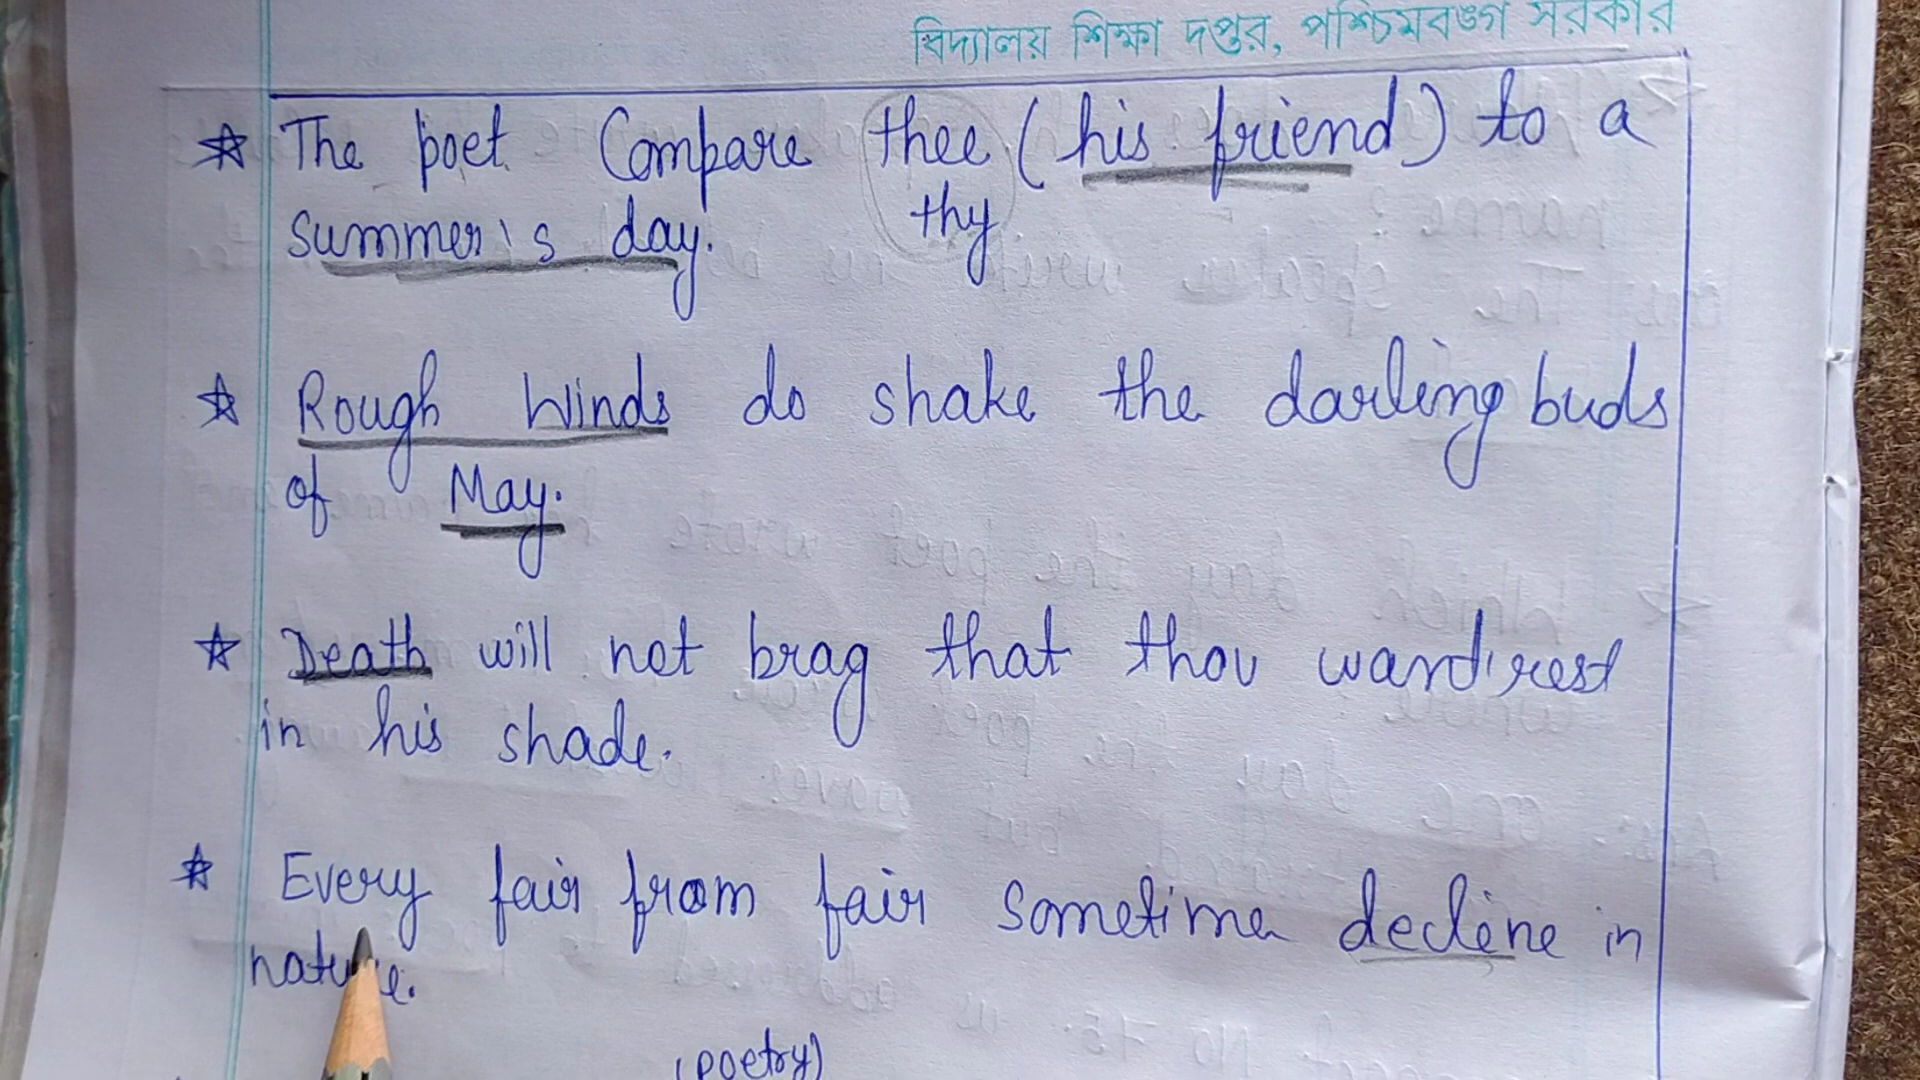 বিদ্যালয় শিক্ষা দপ্তর, পশ্চিমবঙ্গ সরকার
The poet Compare thee (his friend) to a
summer's day. thy
Rough Winds do shake the darling buds
of May.
Death will not brag that thou wand'rest
in his shade.
Every fair from fair sometime decline in
nature.
(poetry)